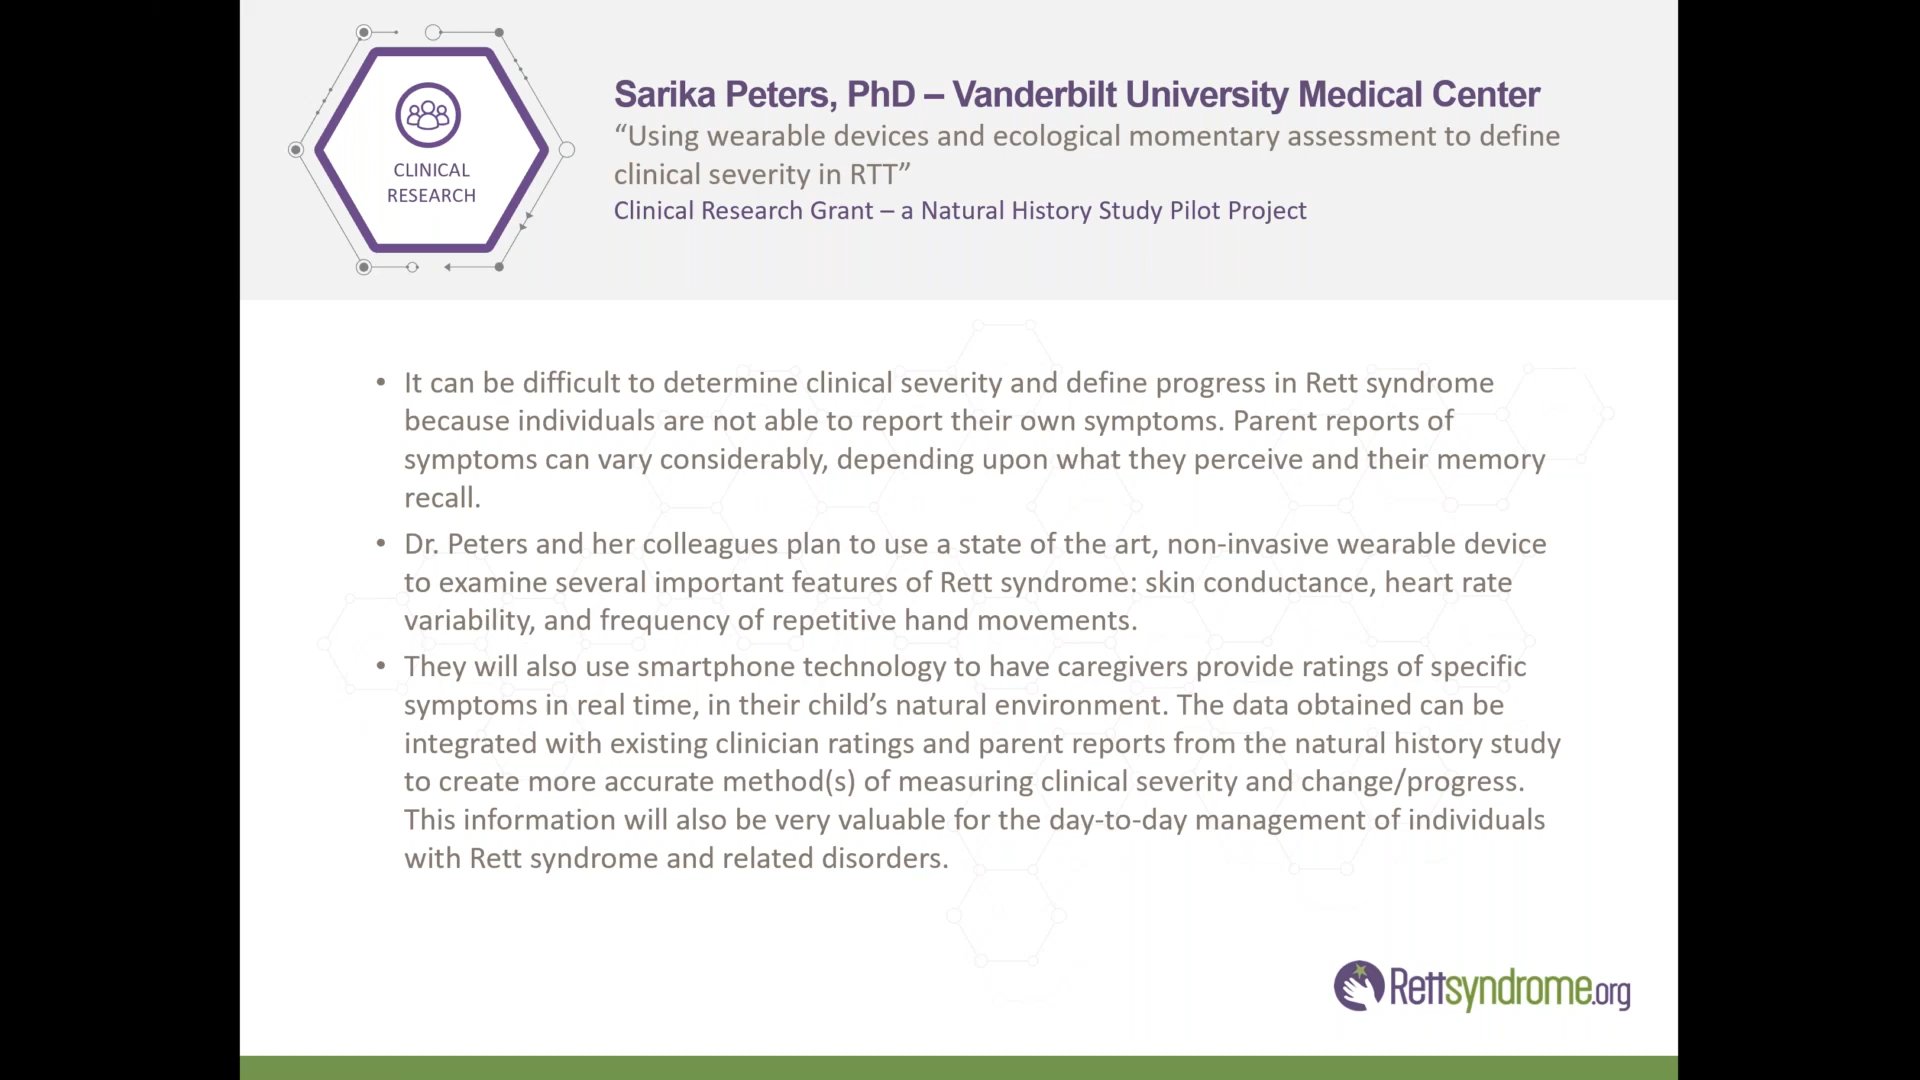 CLINICAL
RESEARCH
Sarika Peters, PhD – Vanderbilt University Medical Center
“Using wearable devices and ecological momentary assessment to define
clinical severity in RTT”
Clinical Research Grant – a Natural History Study Pilot Project
• It can be difficult to determine clinical severity and define progress in Rett syndrome
because individuals are not able to report their own symptoms. Parent reports of
symptoms can vary considerably, depending upon what they perceive and their memory
recall.
• Dr. Peters and her colleagues plan to use a state of the art, non-invasive wearable device
to examine several important features of Rett syndrome: skin conductance, heart rate
variability, and frequency of repetitive hand movements.
• They will also use smartphone technology to have caregivers provide ratings of specific
symptoms in real time, in their child’s natural environment. The data obtained can be
integrated with existing clinician ratings and parent reports from the natural history study
to create more accurate method(s) of measuring clinical severity and change/progress.
This information will also be very valuable for the day-to-day management of individuals
with Rett syndrome and related disorders.
Rettsyndrome.org